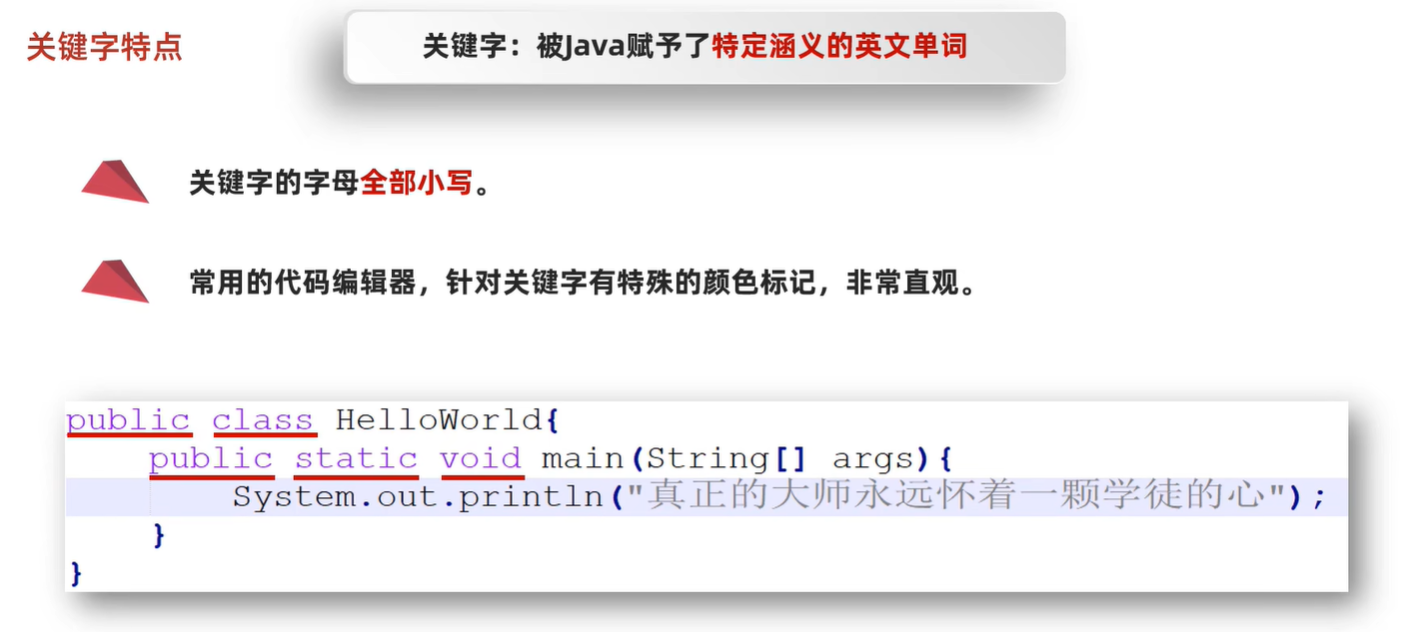 关键字特点
关键字：被Java赋予了特定涵义的英文单词
关键字的字母全部小写。
常用的代码编辑器，针对关键字有特殊的颜色标记，非常直观。
public class HelloWorld{
    public static void main(String[] args){
        System.out.println("真正的大师永远怀着一颗学徒的心");
    }
}